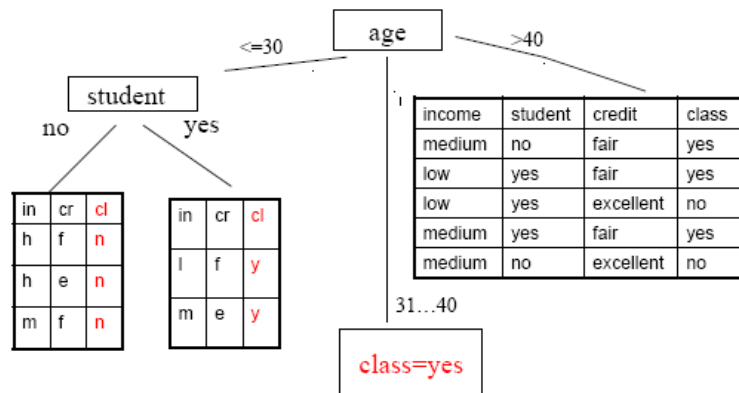 age
<=30
>40
student
no
yes
income student credit class
medium no fair yes
low yes fair yes
low yes excellent no
medium yes fair yes
medium no excellent no
in cr cl
h f n
h e n
m f n
in cr cl
l f y
m e y
31...40
class=yes